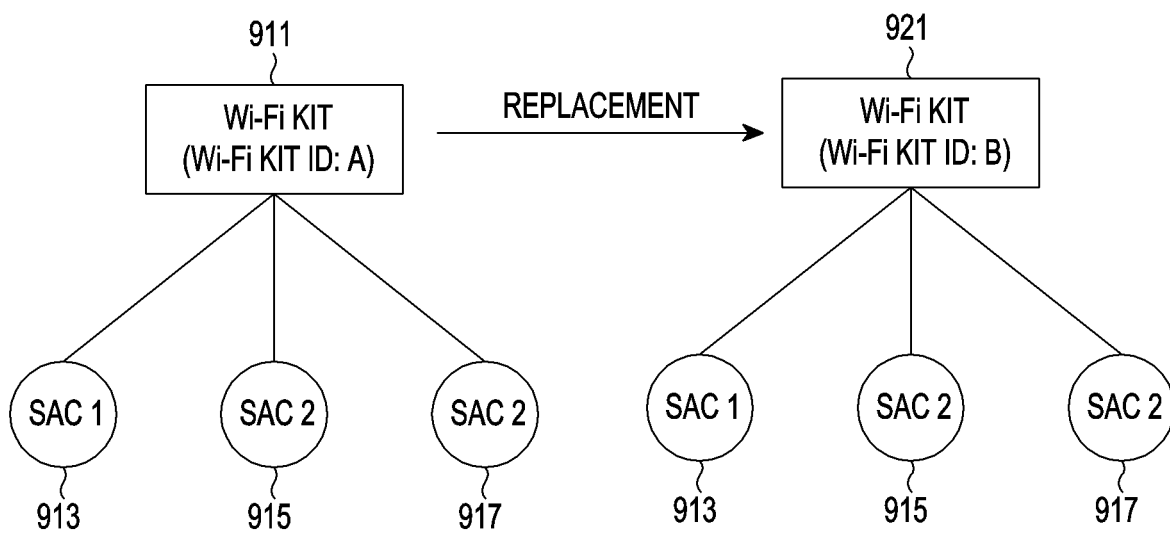 911
921
Wi-Fi KIT
(Wi-Fi KIT ID: A)
REPLACEMENT
Wi-Fi KIT
(Wi-Fi KIT ID: B)
SAC 1
SAC 2
SAC 2
SAC 1
SAC 2
SAC 2
913
915
917
913
915
917